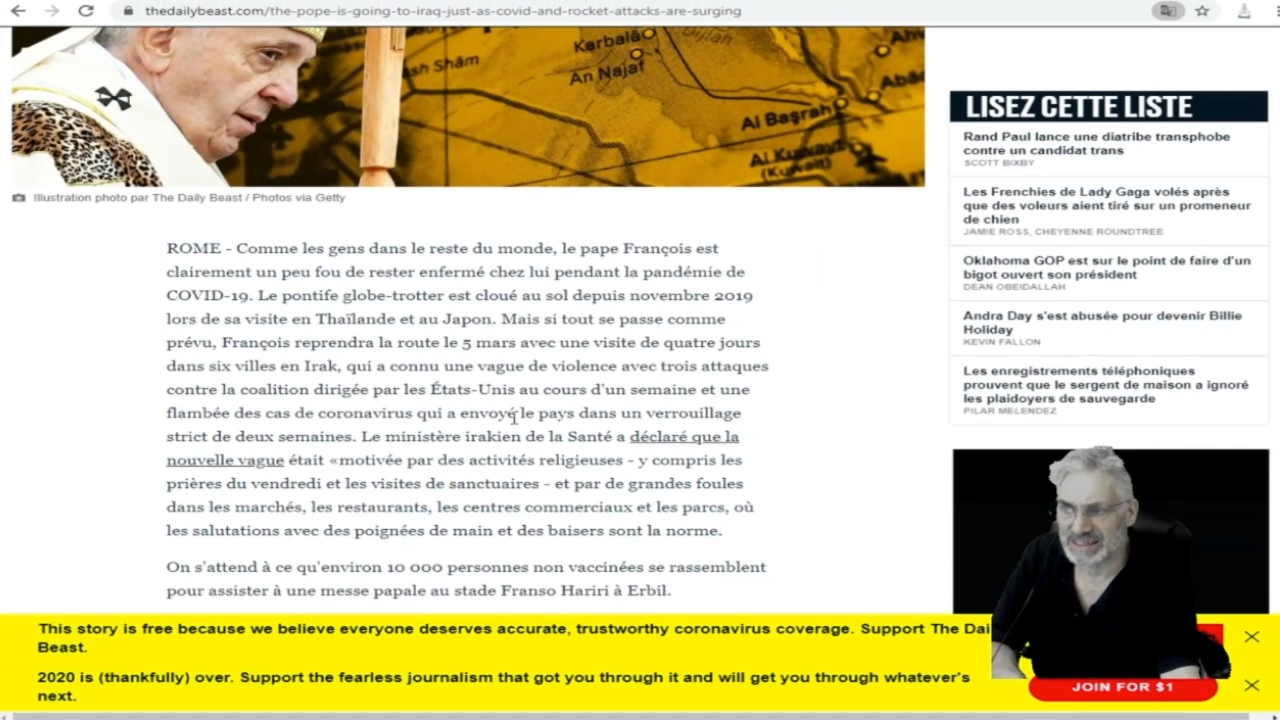 thedailybeast.com/the-pope-is-going-to-iraq-just-as-covid-and-rocket-attacks-are-surging
Karbalā
An Najaf
Dijlah
ash Shām
Al Başrah
Al Kuwayt
(Kuwait)
Illustration photo par The Daily Beast / Photos via Getty
ROME - Comme les gens dans le reste du monde, le pape François est
clairement un peu fou de rester enfermé chez lui pendant la pandémie de
COVID-19. Le pontife globe-trotter est cloué au sol depuis novembre 2019
lors de sa visite en Thaïlande et au Japon. Mais si tout se passe comme
prévu, François reprendra la route le 5 mars avec une visite de quatre jours
dans six villes en Irak, qui a connu une vague de violence avec trois attaques
contre la coalition dirigée par les États-Unis au cours d'un semaine et une
flambée des cas de coronavirus qui a envoyé le pays dans un verrouillage
strict de deux semaines. Le ministère irakien de la Santé a déclaré que la
nouvelle vague était «motivée par des activités religieuses - y compris les
prières du vendredi et les visites de sanctuaires - et par de grandes foules
dans les marchés, les restaurants, les centres commerciaux et les parcs, où
les salutations avec des poignées de main et des baisers sont la norme.
On s'attend à ce qu'environ 10 000 personnes non vaccinées se rassemblent
pour assister à une messe papale au stade Franso Hariri à Erbil.
LISEZ CETTE LISTE
Rand Paul lance une diatribe transphobe
contre un candidat trans
SCOTT BIXBY
Les Frenchies de Lady Gaga volés après
que des voleurs aient tiré sur un promeneur
de chien
JAMIE ROSS, CHEYENNE ROUNDTREE
Oklahoma GOP est sur le point de faire d'un
bigot ouvert son président
DEAN OBEIDALLAH
Andra Day s'est abusée pour devenir Billie
Holiday
KEVIN FALLON
Les enregistrements téléphoniques
prouvent que le sergent de maison a ignoré
les plaidoyers de sauvegarde
PILAR MELENDEZ
This story is free because we believe everyone deserves accurate, trustworthy coronavirus coverage. Support The Dai
Beast.
2020 is (thankfully) over. Support the fearless journalism that got you through it and will get you through whatever's
next.
JOIN FOR $1